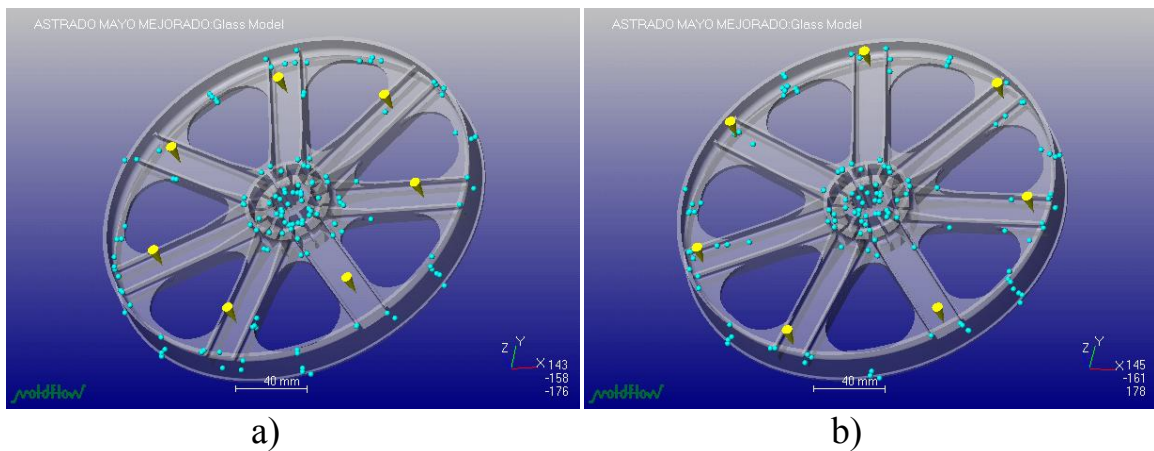 ASTRADO MAYO MEJORADO:Glass Model
Z Y
X 143
-158
-176
40 mm
moldflow
a)
ASTRADO MAYO MEJORADO:Glass Model
Z Y
X 145
-161
178
40 mm
moldflow
b)